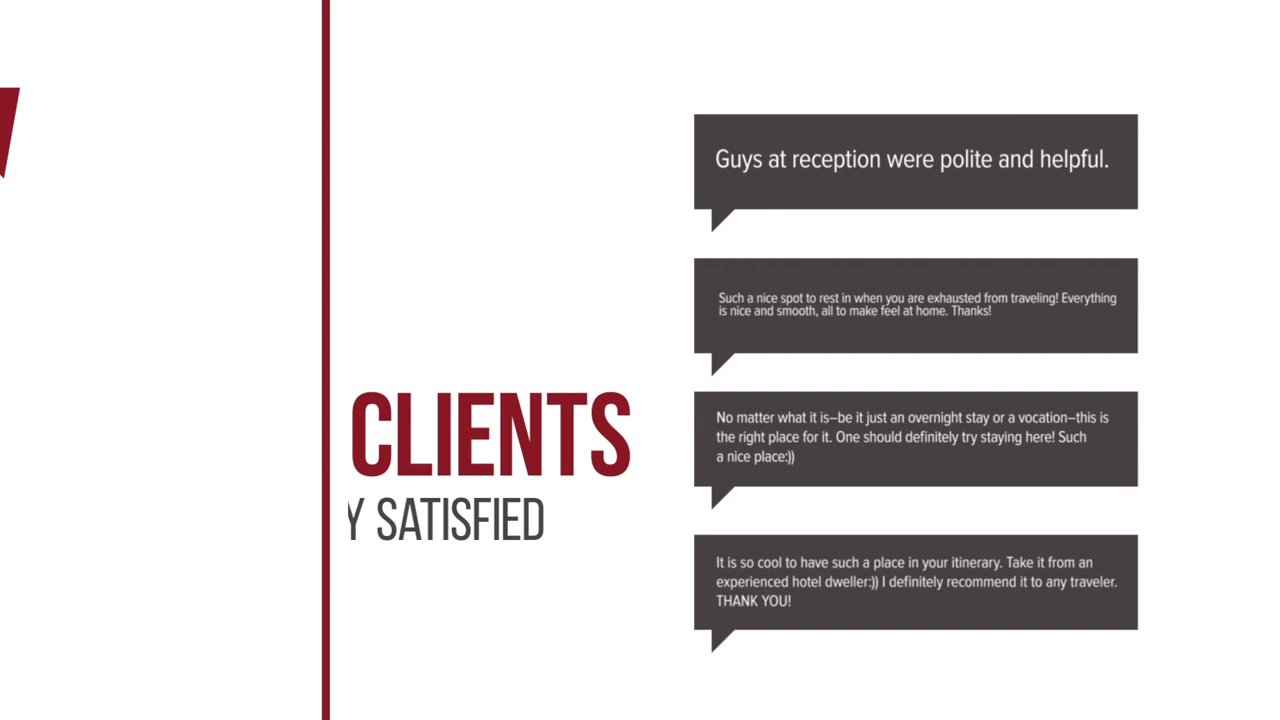 CLIENTS
Y SATISFIED
Guys at reception were polite and helpful.
Such a nice spot to rest in when you are exhausted from traveling! Everything
is nice and smooth, all to make feel at home. Thanks!
No matter what it is–be it just an overnight stay or a vocation–this is
the right place for it. One should definitely try staying here! Such
a nice place:))
It is so cool to have such a place in your itinerary. Take it from an
experienced hotel dweller:)) I definitely recommend it to any traveler.
THANK YOU!